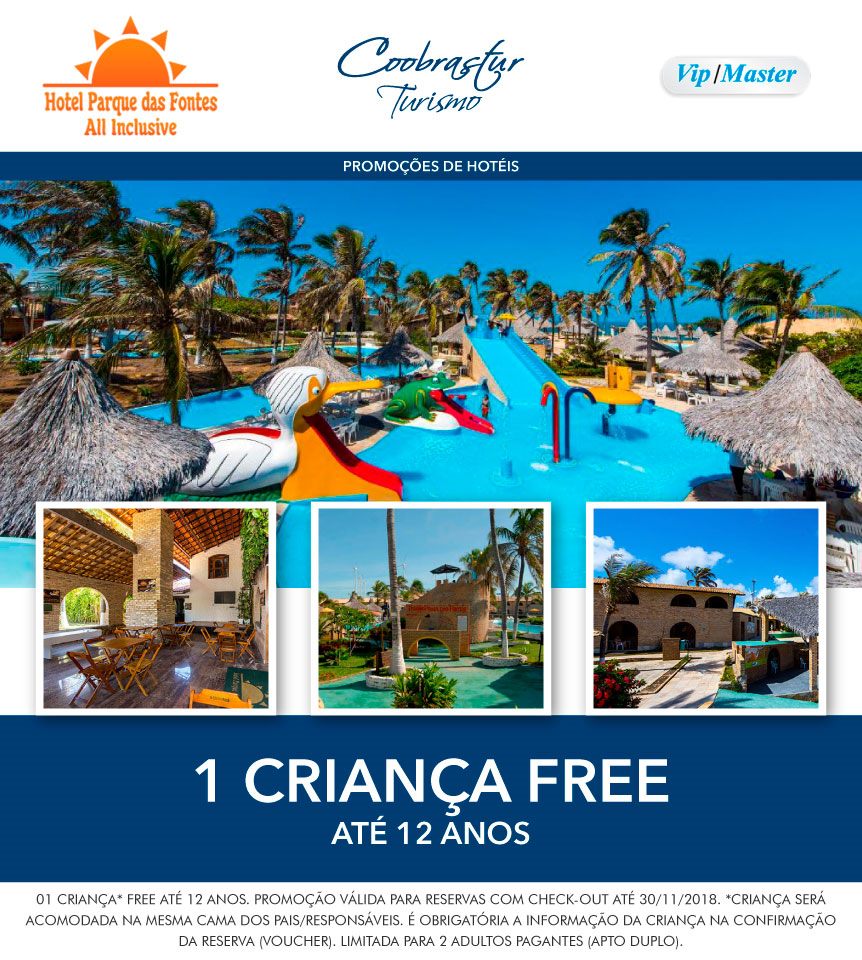 Hotel Parque das Fontes
All Inclusive
Coobrastur
Turismo
Vip/Master
PROMOÇÕES DE HOTÉIS
1 CRIANÇA FREE
ATÉ 12 ANOS
01 CRIANÇA* FREE ATÉ 12 ANOS. PROMOÇÃO VÁLIDA PARA RESERVAS COM CHECK-OUT ATÉ 30/11/2018. *CRIANÇA SERÁ
ACOMODADA NA MESMA CAMA DOS PAIS/RESPONSÁVEIS. É OBRIGATÓRIA A INFORMAÇÃO DA CRIANÇA NA CONFIRMAÇÃO
DA RESERVA (VOUCHER). LIMITADA PARA 2 ADULTOS PAGANTES (APTO DUPLO).